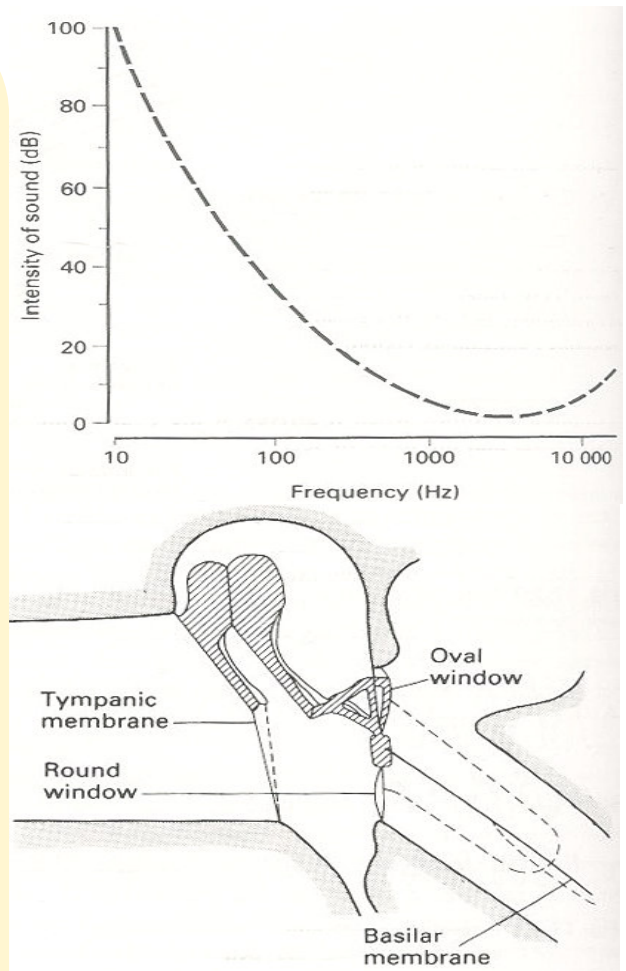 100
80
60
40
20
0
Intensity of sound (dB)
10 100 1000 10 000
Frequency (Hz)
Oval
window
Tympanic
membrane
Round
window
Basilar
membrane